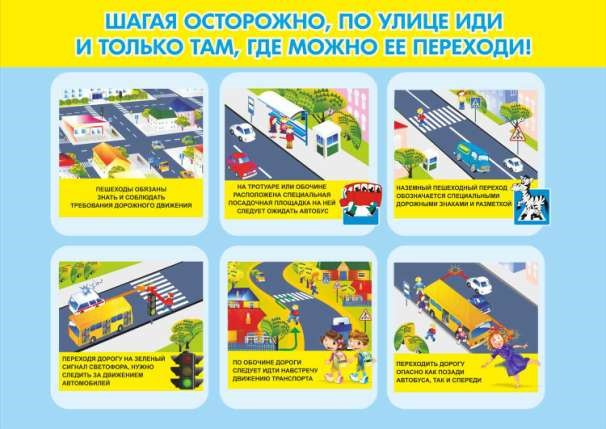 ШАГАЯ ОСТОРОЖНО, ПО УЛИЦЕ ИДИ
И ТОЛЬКО ТАМ, ГДЕ МОЖНО ЕЕ ПЕРЕХОДИ!
ПЕШЕХОДЫ ОБЯЗАНЫ
ЗНАТЬ И СОБЛЮДАТЬ
ТРЕБОВАНИЯ ДОРОЖНОГО ДВИЖЕНИЯ
НА ТРОТУАРЕ ИЛИ ОБОЧИНЕ
РАСПОЛОЖЕНА СПЕЦИАЛЬНАЯ
ПОСАДОЧНАЯ ПЛОЩАДКА НА НЕЙ
СЛЕДУЕТ ОЖИДАТЬ АВТОБУС
НАЗЕМНЫЙ ПЕШЕХОДНЫЙ ПЕРЕХОД
ОБОЗНАЧАЕТСЯ СПЕЦИАЛЬНЫМИ
ДОРОЖНЫМИ ЗНАКАМИ И РАЗМЕТКОЙ
ПЕРЕХОДЯ ДОРОГУ НА ЗЕЛЕНЫЙ
СИГНАЛ СВЕТОФОРА, НУЖНО
СЛЕДИТЬ ЗА ДВИЖЕНИЕМ
АВТОМОБИЛЕЙ
ПО ОБОЧИНЕ ДОРОГИ
СЛЕДУЕТ ИДТИ НАВСТРЕЧУ
ДВИЖЕНИЮ ТРАНСПОРТА
ПЕРЕХОДИТЬ ДОРОГУ
ОПАСНО КАК ПОЗАДИ
АВТОБУСА, ТАК И СПЕРЕДИ